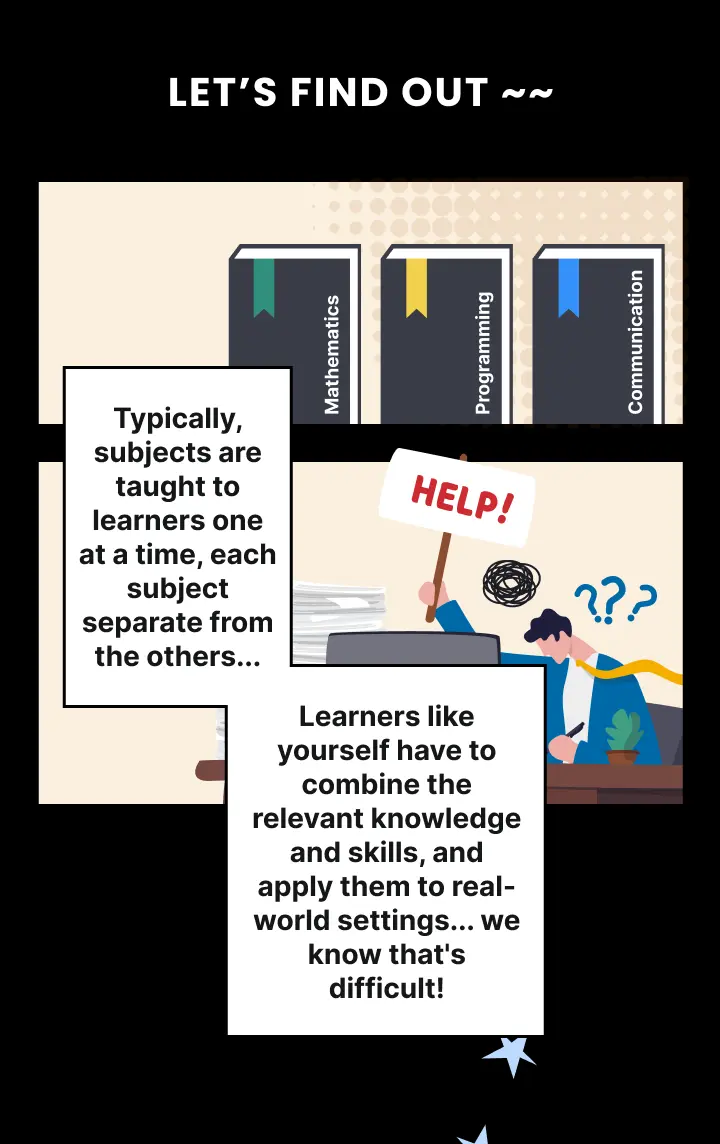 LET’S FIND OUT ~~
Mathematics
Programming
Communication
Typically,
subjects are
taught to
learners one
at a time, each
subject
separate from
the others...
HELP!
???
Learners like
yourself have to
combine the
relevant knowledge
and skills, and
apply them to real-
world settings... we
know that's
difficult!